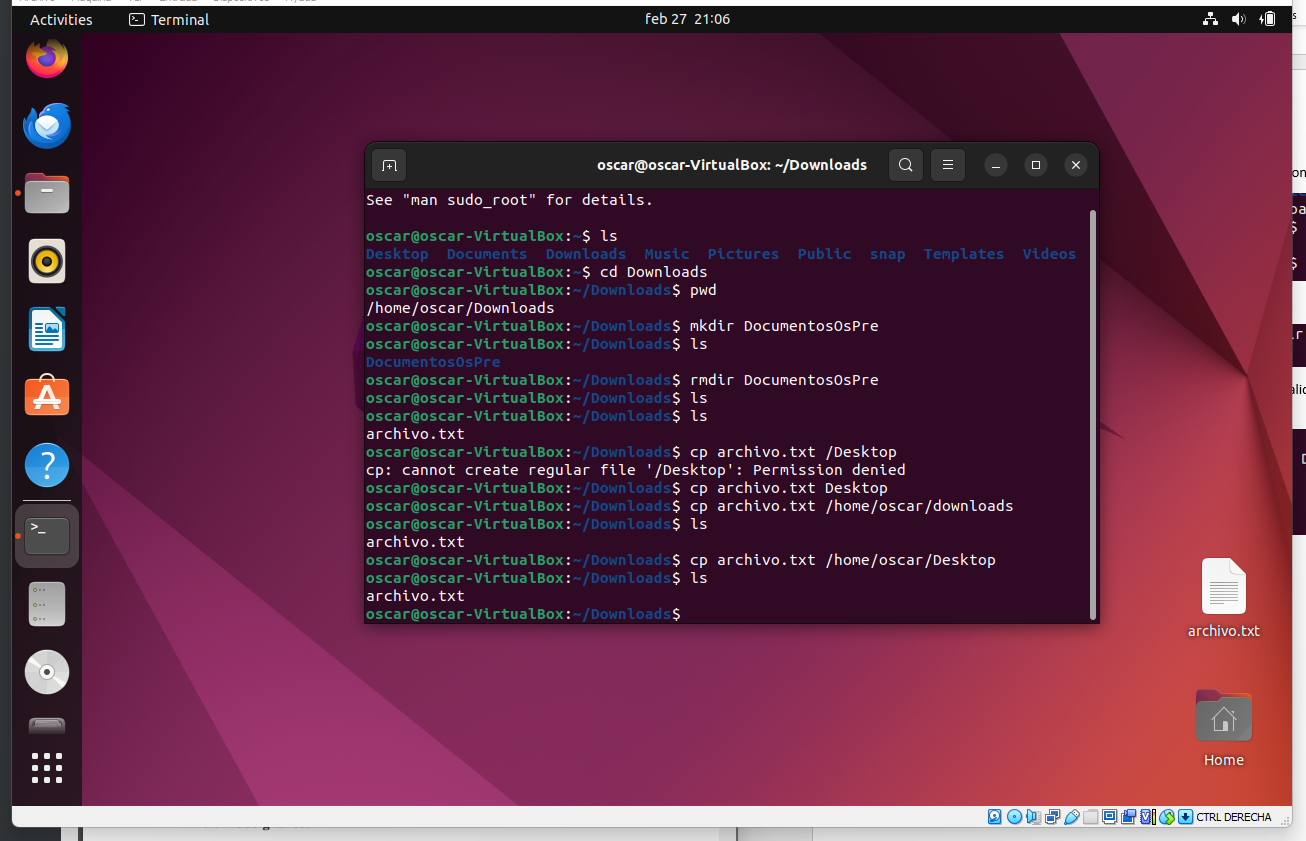 Activities
Terminal
feb 27 21:06
oscar@oscar-VirtualBox: ~/Downloads
See "man sudo_root" for details.
oscar@oscar-VirtualBox:~$ ls
Desktop Documents Downloads Music Pictures Public snap Templates Videos
oscar@oscar-VirtualBox:~$ cd Downloads
oscar@oscar-VirtualBox:~/Downloads$ pwd
/home/oscar/Downloads
oscar@oscar-VirtualBox:~/Downloads$ mkdir DocumentosOsPre
oscar@oscar-VirtualBox:~/Downloads$ ls
DocumentosOsPre
oscar@oscar-VirtualBox:~/Downloads$ rmdir DocumentosOsPre
oscar@oscar-VirtualBox:~/Downloads$ ls
oscar@oscar-VirtualBox:~/Downloads$ ls
archivo.txt
oscar@oscar-VirtualBox:~/Downloads$ cp archivo.txt /Desktop
cp: cannot create regular file '/Desktop': Permission denied
oscar@oscar-VirtualBox:~/Downloads$ cp archivo.txt Desktop
oscar@oscar-VirtualBox:~/Downloads$ cp archivo.txt /home/oscar/downloads
oscar@oscar-VirtualBox:~/Downloads$ ls
archivo.txt
oscar@oscar-VirtualBox:~/Downloads$ cp archivo.txt /home/oscar/Desktop
oscar@oscar-VirtualBox:~/Downloads$ ls
archivo.txt
oscar@oscar-VirtualBox:~/Downloads$
archivo.txt
Home
CTRL DERECHA